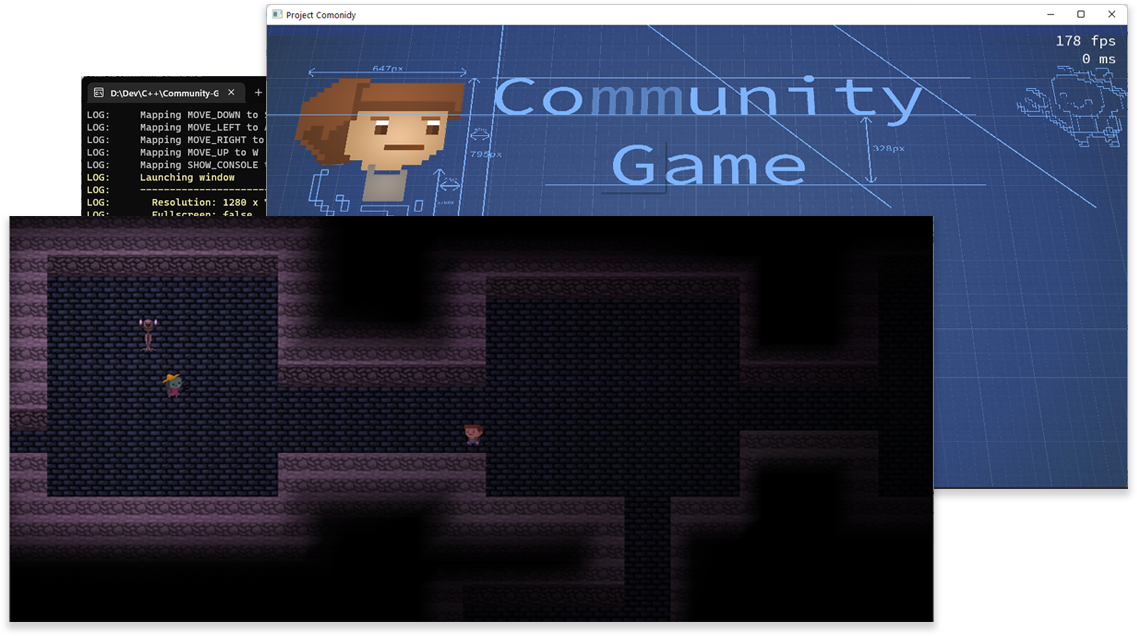 Project Comonidy
178 fps
0 ms
647px
Community
795px
328px
Game
D:\Dev\C++\Community-G
LOG: Mapping MOVE_DOWN to
LOG: Mapping MOVE_LEFT to
LOG: Mapping MOVE_RIGHT to
LOG: Mapping MOVE_UP to W
LOG: Mapping SHOW_CONSOLE
LOG: Launching window
LOG: ----------------------
LOG: Resolution: 1280 x
LOG: Fullscreen: false